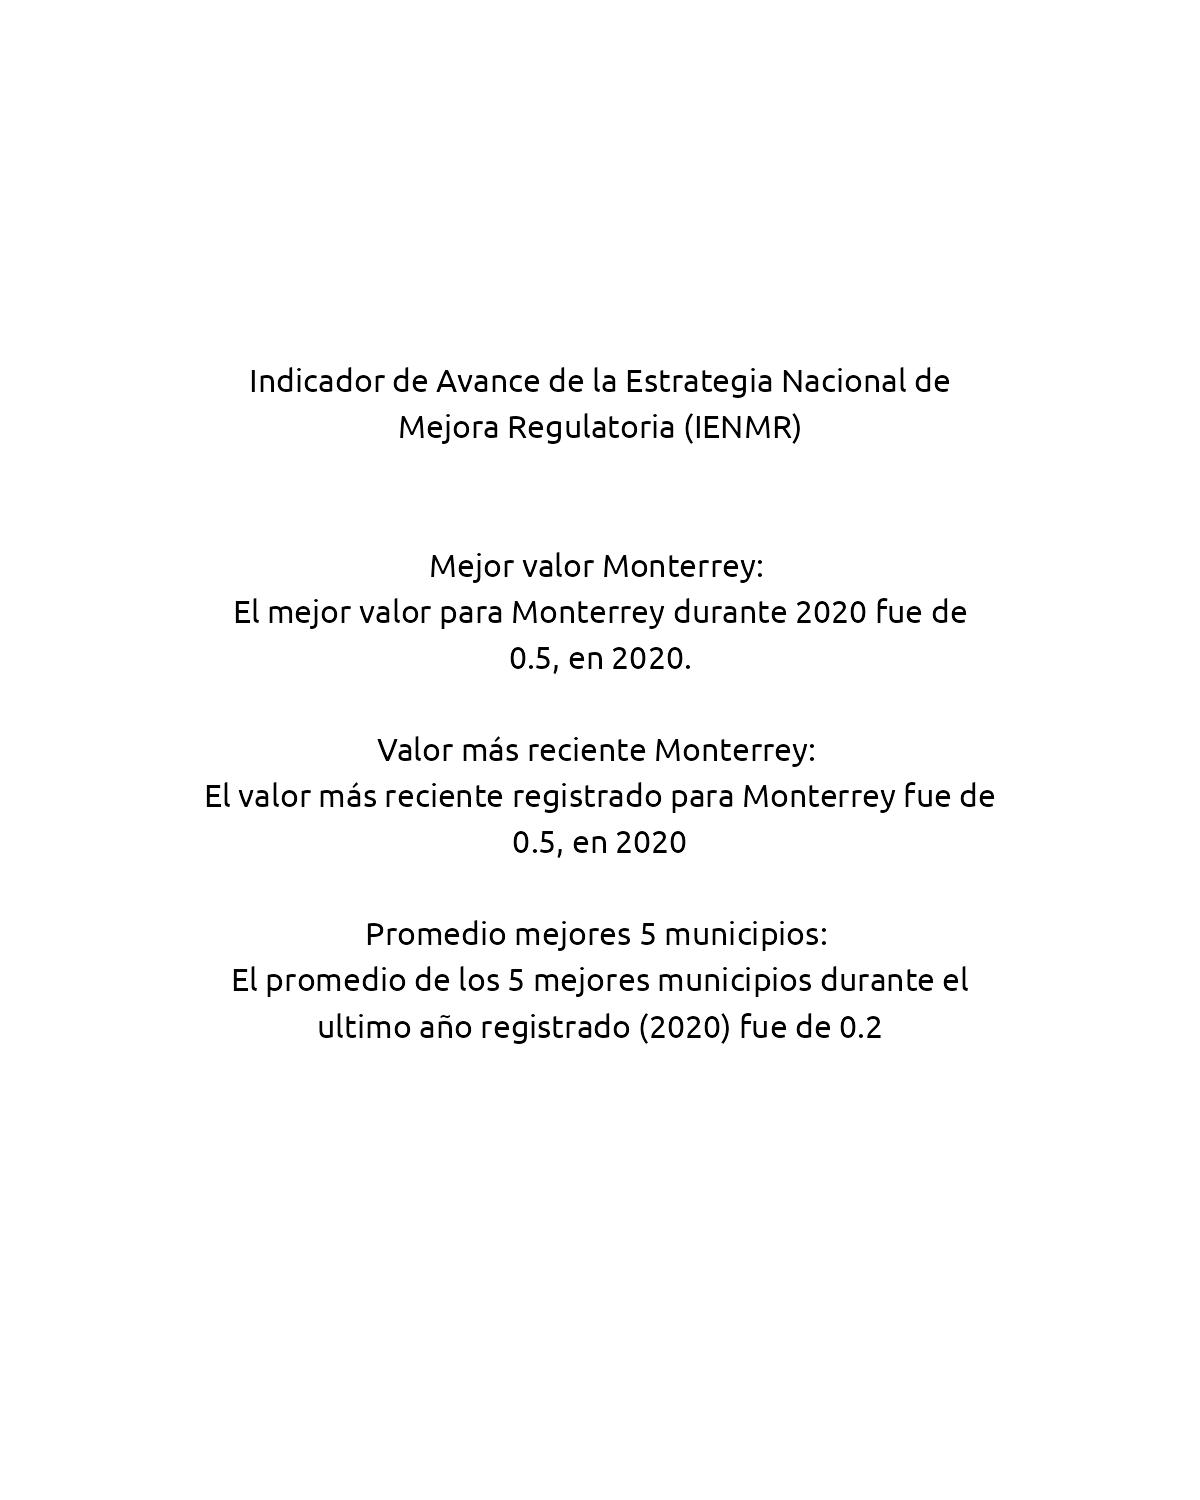 Indicador de Avance de la Estrategia Nacional de
Mejora Regulatoria (IENMR)
Mejor valor Monterrey:
El mejor valor para Monterrey durante 2020 fue de
0.5, en 2020.
Valor más reciente Monterrey:
El valor más reciente registrado para Monterrey fue de
0.5, en 2020
Promedio mejores 5 municipios:
El promedio de los 5 mejores municipios durante el
ultimo año registrado (2020) fue de 0.2